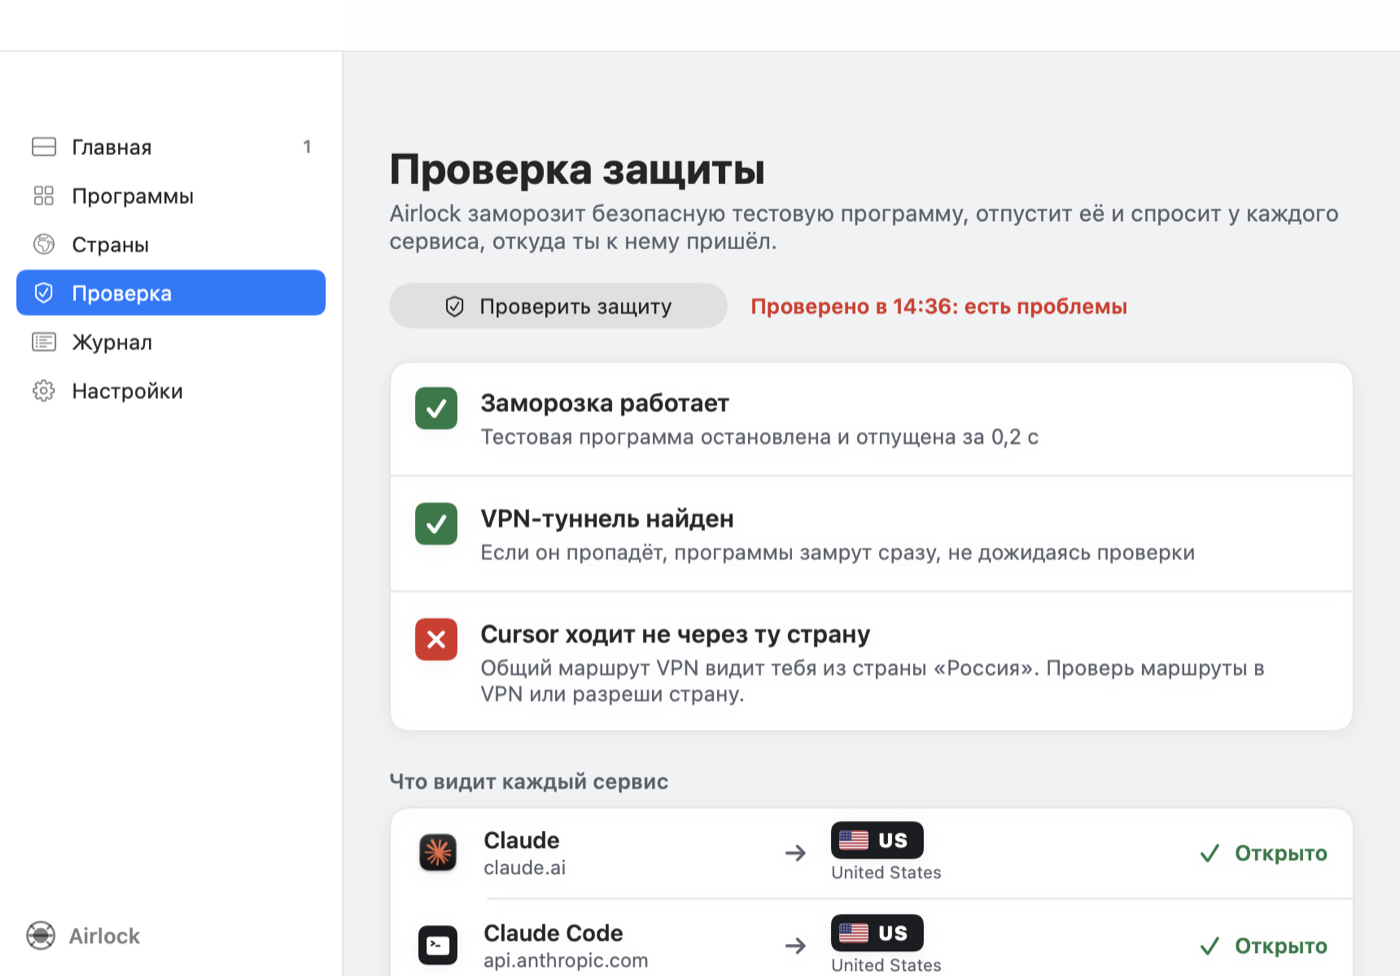 Главная 1
Программы
Страны
Проверка
Журнал
Настройки
Airlock
Проверка защиты
Airlock заморозит безопасную тестовую программу, отпустит её и спросит у каждого
сервиса, откуда ты к нему пришёл.
Проверить защиту
Проверено в 14:36: есть проблемы
Заморозка работает
Тестовая программа остановлена и отпущена за 0,2 с
VPN-туннель найден
Если он пропадёт, программы замрут сразу, не дожидаясь проверки
Cursor ходит не через ту страну
Общий маршрут VPN видит тебя из страны «Россия». Проверь маршруты в
VPN или разреши страну.
Что видит каждый сервис
Claude
claude.ai
US
United States
Открыто
Claude Code
api.anthropic.com
US
United States
Открыто